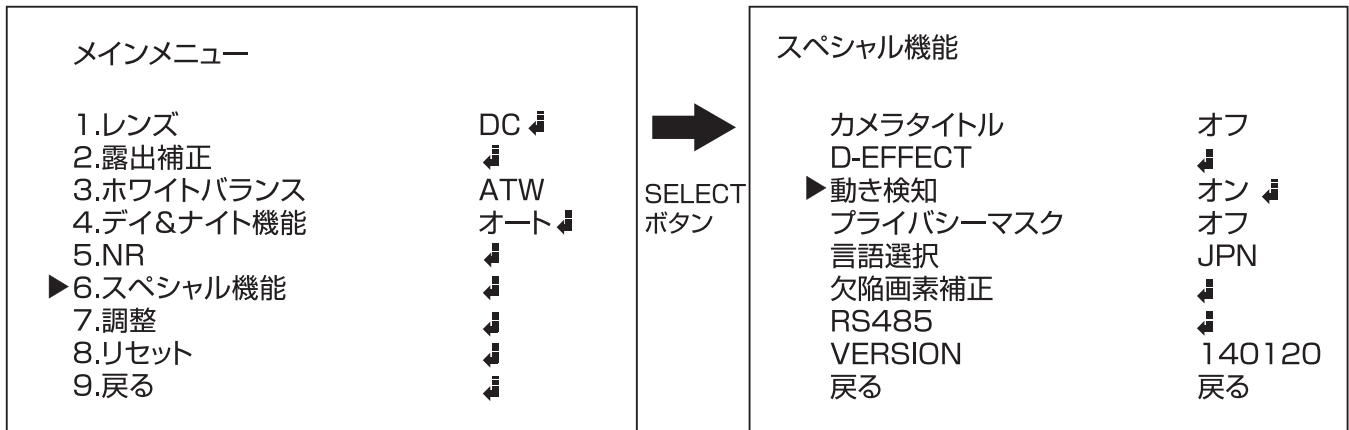 メインメニュー
1.レンズ DC ↲
2.露出補正 ↲
3.ホワイトバランス ATW
4.デイ&ナイト機能 オート ↲
5.NR ↲
▶6.スペシャル機能 ↲
7.調整 ↲
8.リセット ↲
9.戻る ↲
SELECT
ボタン
スペシャル機能
カメラタイトル オフ
D-EFFECT ↲
▶動き検知 オン ↲
プライバシーマスク オフ
言語選択 JPN
欠陥画素補正 ↲
RS485 ↲
VERSION 140120
戻る 戻る